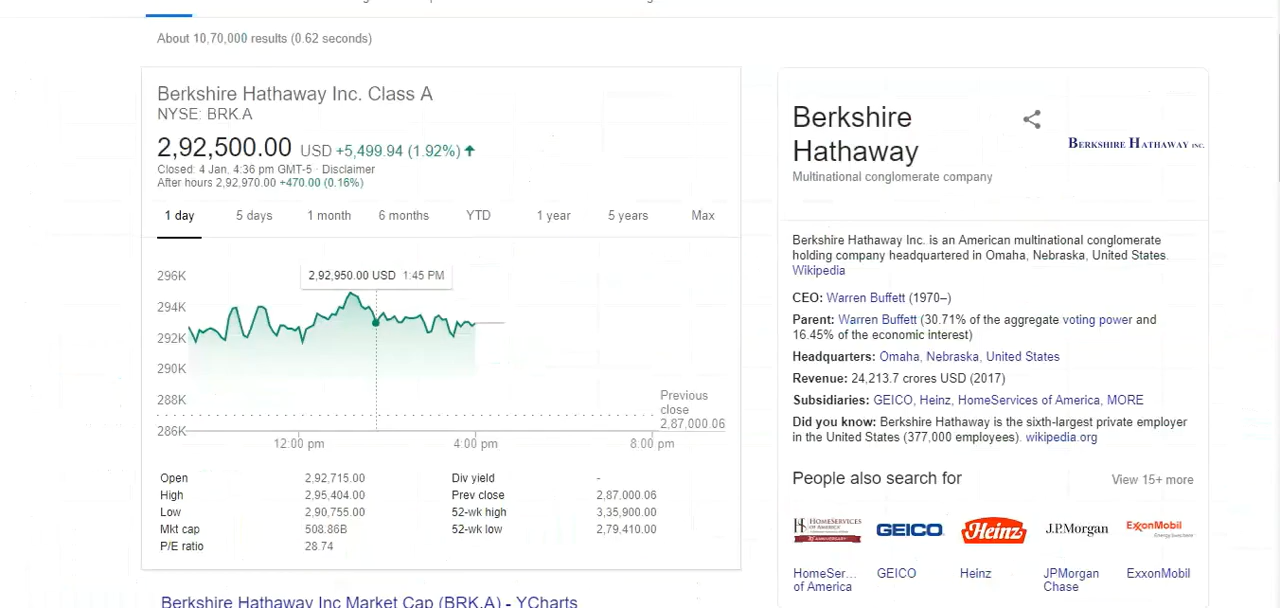 About 10,70,000 results (0.62 seconds)
Berkshire Hathaway Inc. Class A
NYSE: BRK.A
2,92,500.00 USD +5,499.94 (1.92%)
Closed: 4 Jan, 4:36 pm GMT-5 · Disclaimer
After hours 2,92,970.00 +470.00 (0.16%)
1 day 5 days 1 month 6 months YTD 1 year 5 years Max
2,92,950.00 USD 1:45 PM
296K
294K
292K
290K
288K
286K
Previous
close
2,87,000.06
12:00 pm 4:00 pm 8:00 pm
Open 2,92,715.00 Div yield -
High 2,95,404.00 Prev close 2,87,000.06
Low 2,90,755.00 52-wk high 3,35,900.00
Mkt cap 508.86B 52-wk low 2,79,410.00
P/E ratio 28.74
Berkshire Hathaway Inc Market Cap (BRK.A) - YCharts
Berkshire
Hathaway
BERKSHIRE HATHAWAY INC.
Multinational conglomerate company
Berkshire Hathaway Inc. is an American multinational conglomerate
holding company headquartered in Omaha, Nebraska, United States.
Wikipedia
CEO: Warren Buffett (1970–)
Parent: Warren Buffett (30.71% of the aggregate voting power and
16.45% of the economic interest)
Headquarters: Omaha, Nebraska, United States
Revenue: 24,213.7 crores USD (2017)
Subsidiaries: GEICO, Heinz, HomeServices of America, MORE
Did you know: Berkshire Hathaway is the sixth-largest private employer
in the United States (377,000 employees). wikipedia.org
People also search for View 15+ more
HOMESERVICES GEICO Heinz J.P.Morgan ExxonMobil
HomeSer... GEICO Heinz JPMorgan ExxonMobil
of America Chase